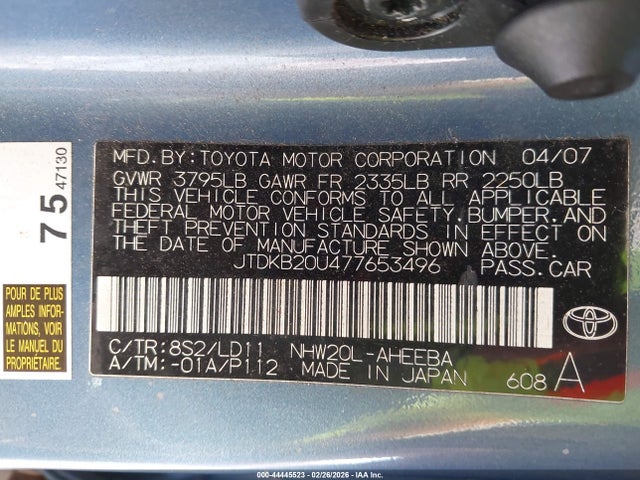 MFD. BY: TOYOTA MOTOR CORPORATION 04/07
GVWR 3795LB GAWR FR 2335LB RR 2250LB
THIS VEHICLE CONFORMS TO ALL APPLICABLE
FEDERAL MOTOR VEHICLE SAFETY, BUMPER, AND
THEFT PREVENTION STANDARDS IN EFFECT ON
THE DATE OF MANUFACTURE SHOWN ABOVE.
JTDKB20U477653496 PASS. CAR
C/TR: 8S2/LD11 NHW20L-AHEEBA
A/TM: -01A/P112 MADE IN JAPAN
608 A
TOYOTA
75 47130
POUR DE PLUS
AMPLES INFOR-
MATIONS, VOIR
LE MANUEL DU
PROPRIÉTAIRE.
000-44445523 - 02/26/2026 - IAA Inc.